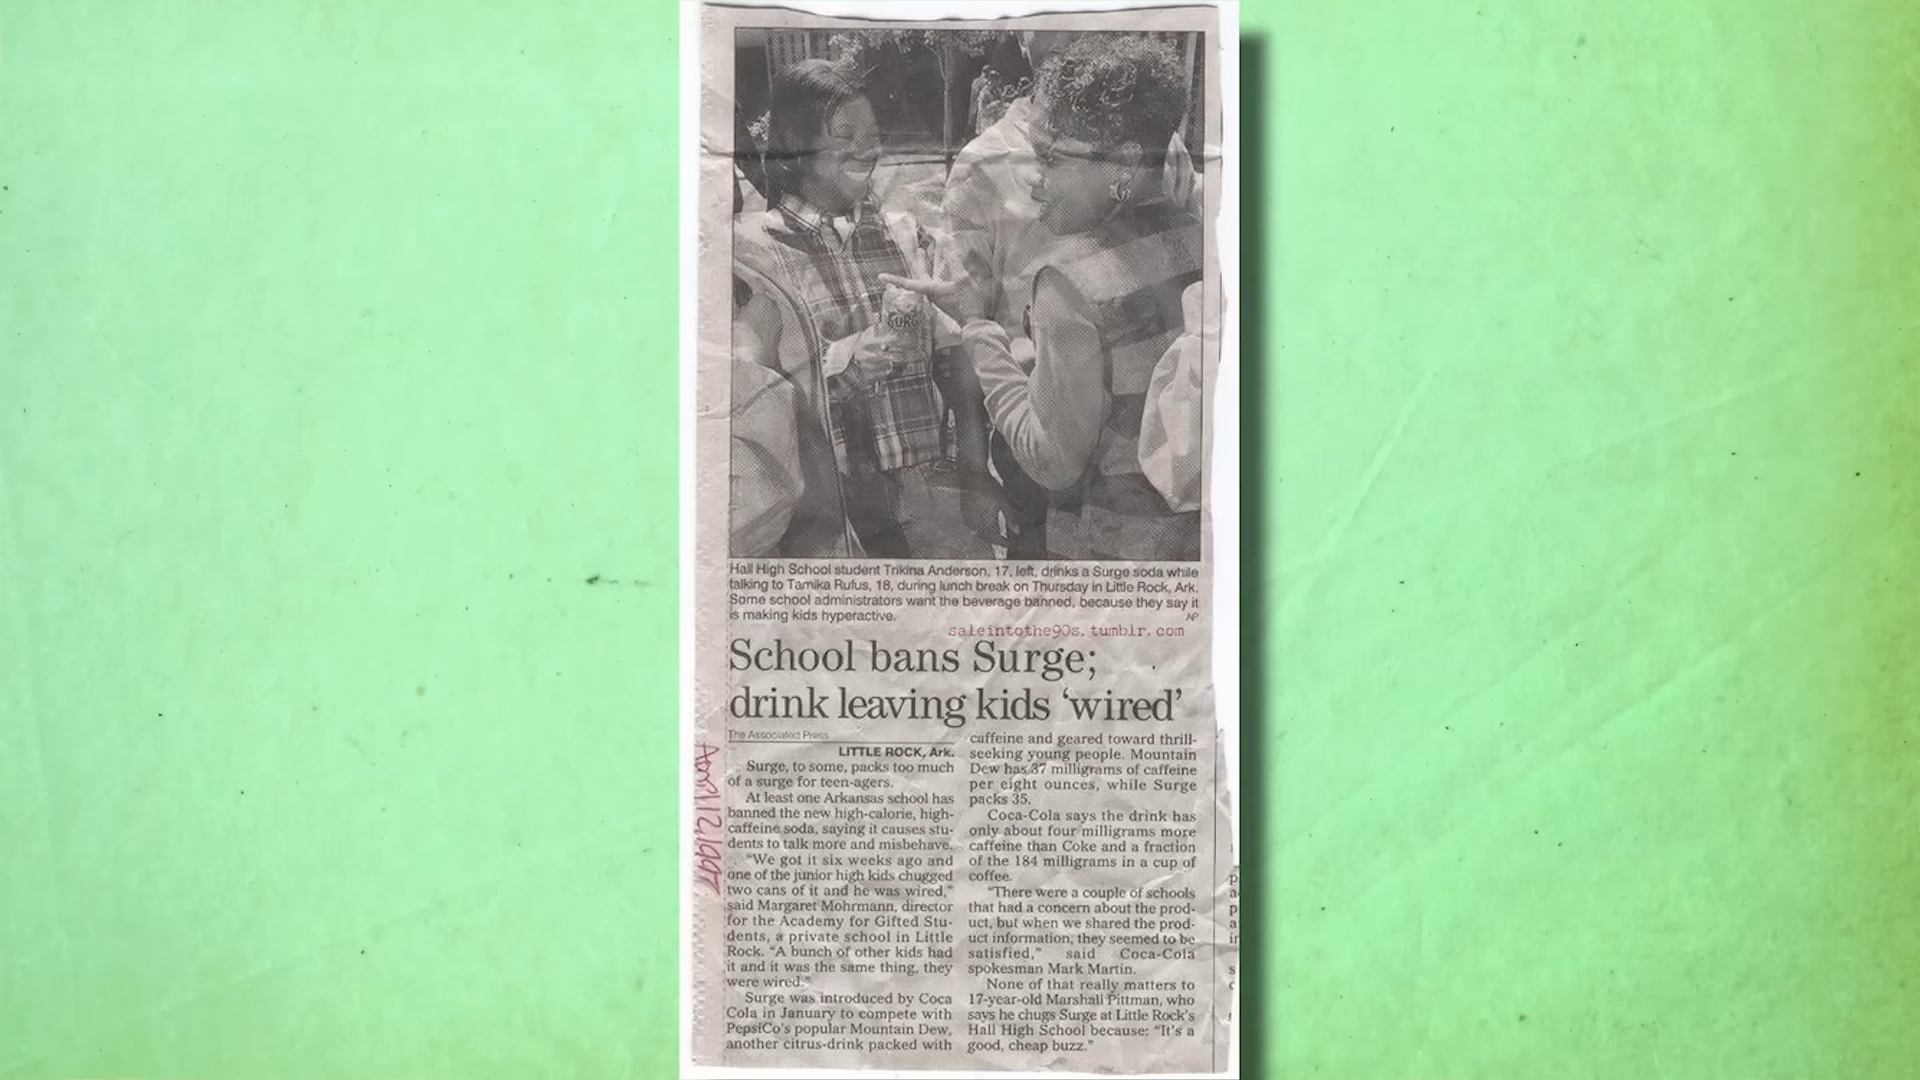 SURG
Hall High School student Trikina Anderson, 17, left, drinks a Surge soda while
talking to Tamika Rufus, 18, during lunch break on Thursday in Little Rock, Ark.
Some school administrators want the beverage banned, because they say it
is making kids hyperactive.
AP
saleintothe90s.tumblr.com
School bans Surge;
drink leaving kids ‘wired’
The Associated Press
LITTLE ROCK, Ark.
Surge, to some, packs too much
of a surge for teen-agers.
At least one Arkansas school has
banned the new high-calorie, high-
caffeine soda, saying it causes stu-
dents to talk more and misbehave.
“We got it six weeks ago and
one of the junior high kids chugged
two cans of it and he was wired,”
said Margaret Mohrmann, director
for the Academy for Gifted Stu-
dents, a private school in Little
Rock. “A bunch of other kids had
it and it was the same thing, they
were wired.”
Surge was introduced by Coca
Cola in January to compete with
PepsiCo's popular Mountain Dew,
another citrus-drink packed with
caffeine and geared toward thrill-
seeking young people. Mountain
Dew has 37 milligrams of caffeine
per eight ounces, while Surge
packs 35.
Coca-Cola says the drink has
only about four milligrams more
caffeine than Coke and a fraction
of the 184 milligrams in a cup of
coffee.
“There were a couple of schools
that had a concern about the prod-
uct, but when we shared the prod-
uct information, they seemed to be
satisfied,” said Coca-Cola
spokesman Mark Martin.
None of that really matters to
17-year-old Marshall Pittman, who
says he chugs Surge at Little Rock's
Hall High School because: “It's a
good, cheap buzz.”
April 12, 1997